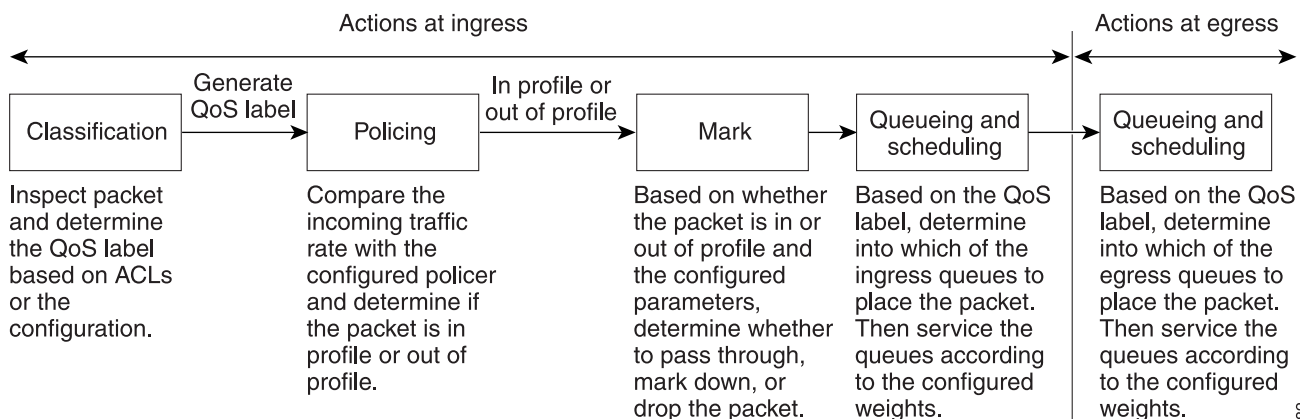 Actions at ingress
Actions at egress
Generate
QoS label
In profile or
out of profile
Classification
Policing
Mark
Queueing and
scheduling
Queueing and
scheduling
Inspect packet
and determine
the QoS label
based on ACLs
or the
configuration.
Compare the
incoming traffic
rate with the
configured policer
and determine if
the packet is in
profile or out of
profile.
Based on whether
the packet is in or
out of profile and
the configured
parameters,
determine whether
to pass through,
mark down, or
drop the packet.
Based on the QoS
label, determine
into which of the
ingress queues to
place the packet.
Then service the
queues according
to the configured
weights.
Based on the QoS
label, determine
into which of the
egress queues to
place the packet.
Then service the
queues according
to the configured
weights.